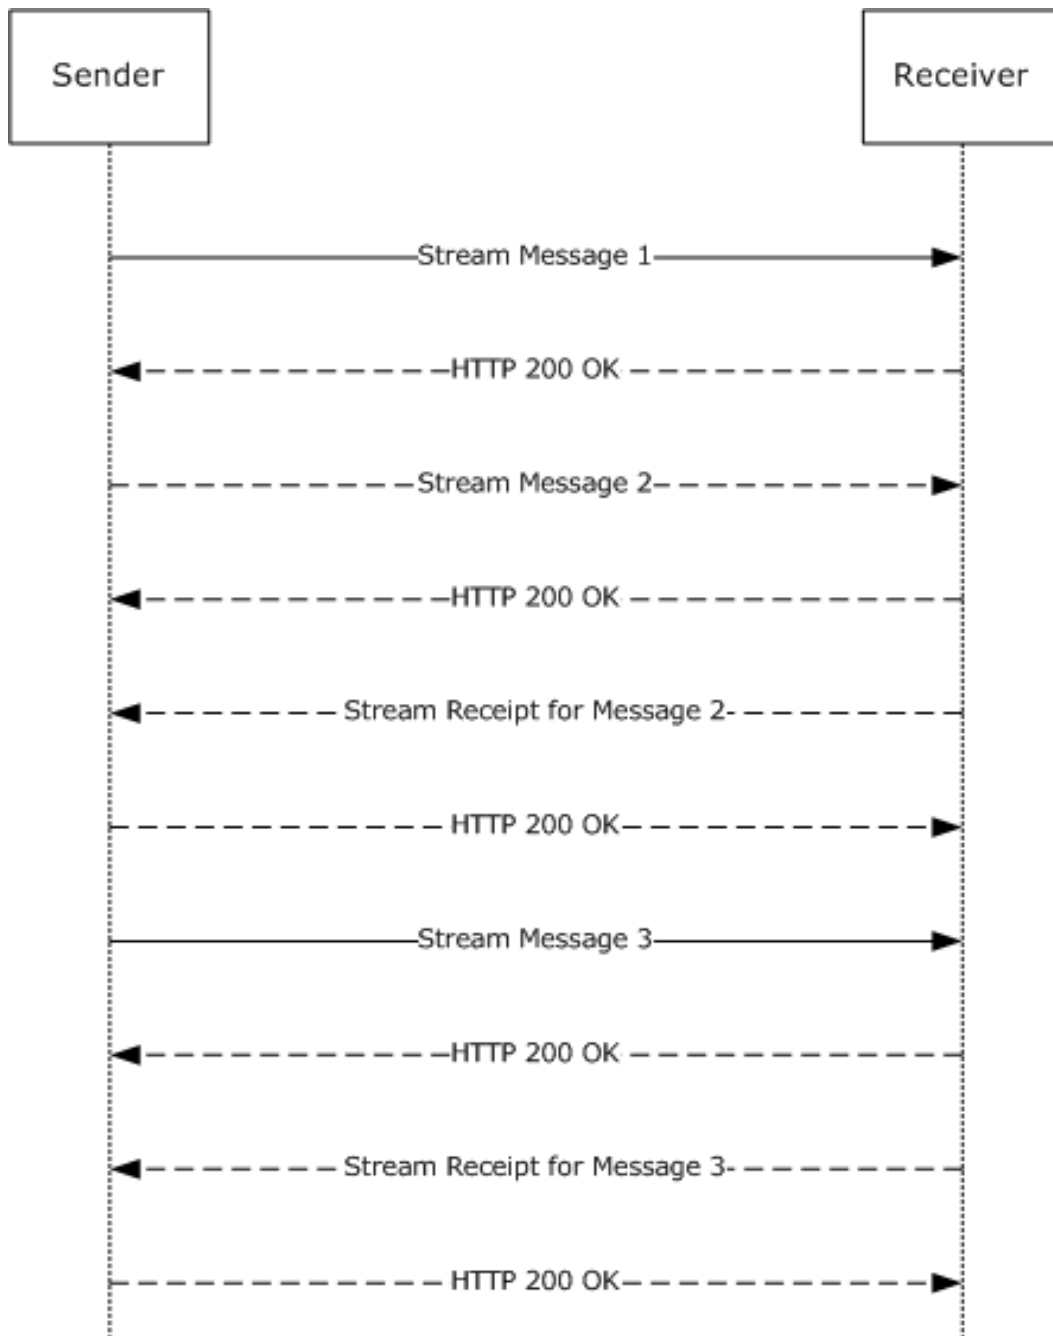 Sender
Receiver
Stream Message 1
HTTP 200 OK
Stream Message 2
HTTP 200 OK
Stream Receipt for Message 2
HTTP 200 OK
Stream Message 3
HTTP 200 OK
Stream Receipt for Message 3
HTTP 200 OK